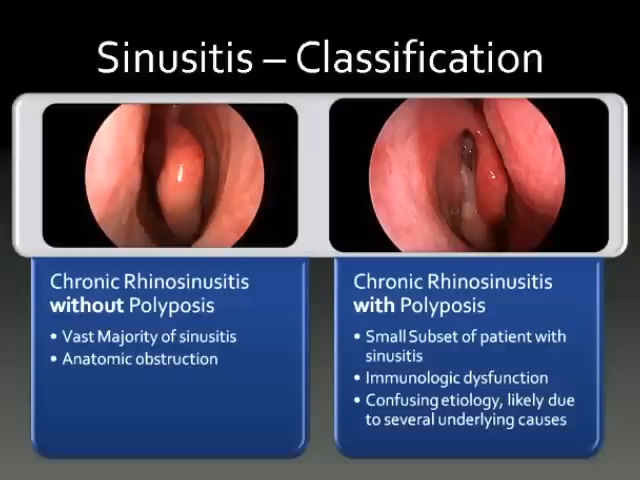 Sinusitis – Classification
Chronic Rhinosinusitis
without Polyposis
• Vast Majority of sinusitis
• Anatomic obstruction
Chronic Rhinosinusitis
with Polyposis
• Small Subset of patient with
sinusitis
• Immunologic dysfunction
• Confusing etiology, likely due
to several underlying causes